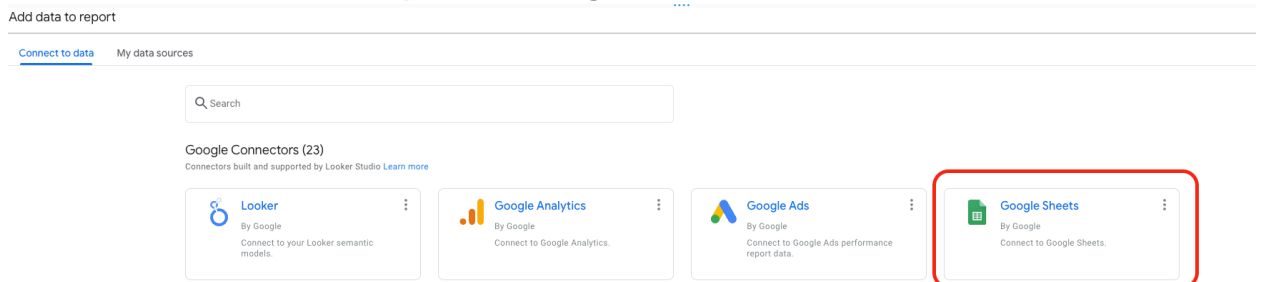 Add data to report
Connect to data My data sources
Search
Google Connectors (23)
Connectors built and supported by Looker Studio Learn more
Looker
By Google
Connect to your Looker semantic
models.
Google Analytics
By Google
Connect to Google Analytics.
Google Ads
By Google
Connect to Google Ads performance
report data.
Google Sheets
By Google
Connect to Google Sheets.